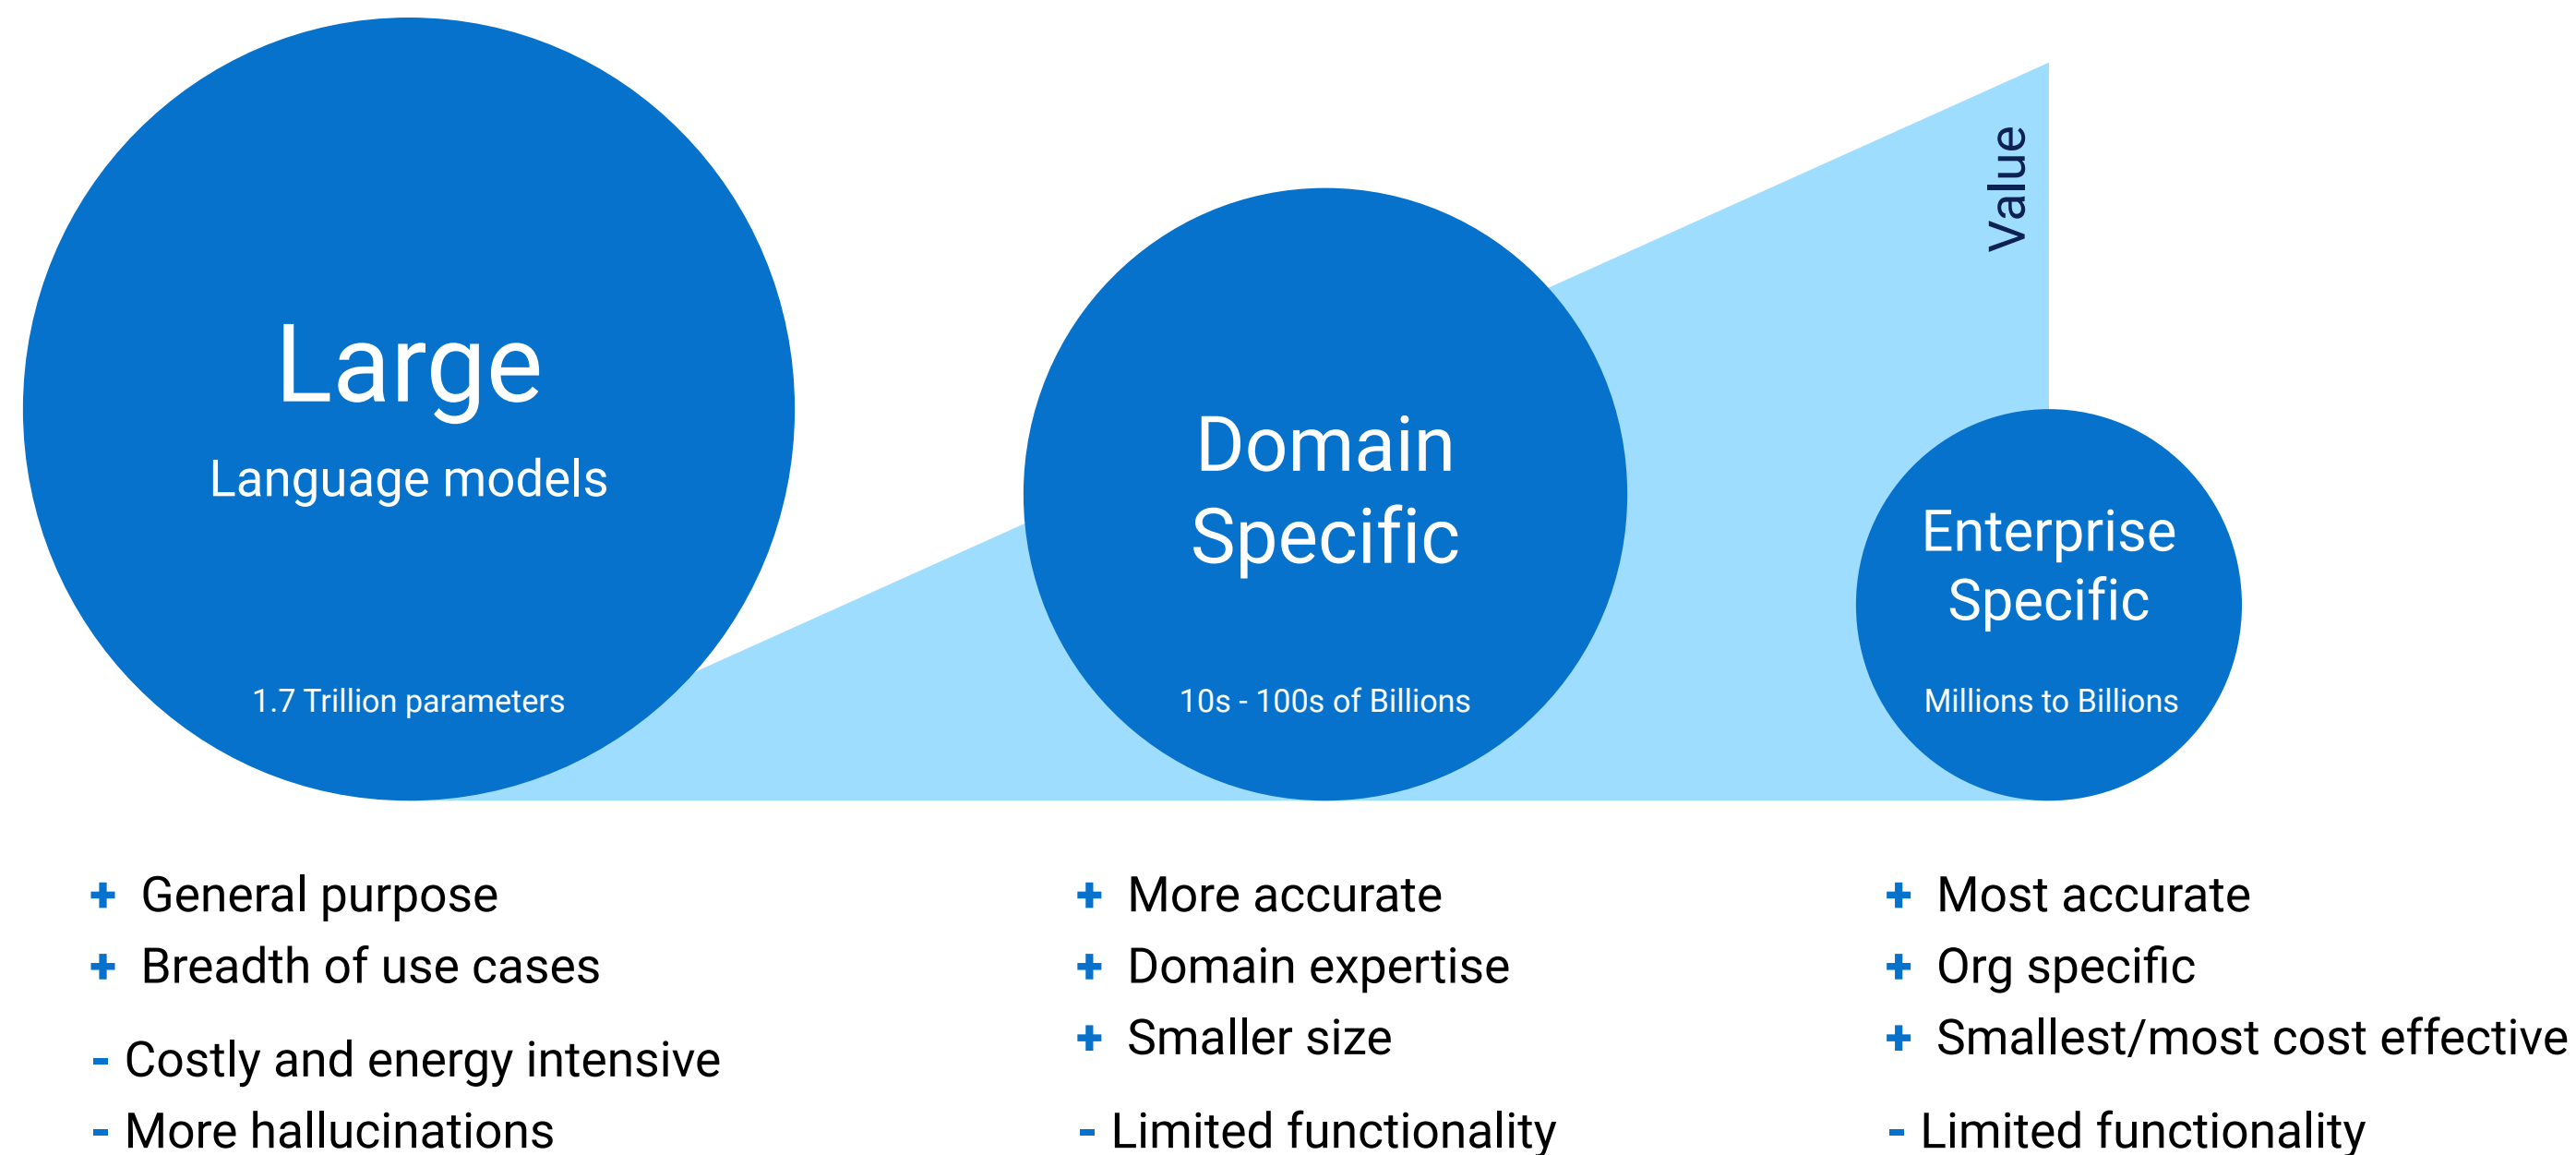 Large
Language models
1.7 Trillion parameters
Domain
Specific
10s - 100s of Billions
Value
Enterprise
Specific
Millions to Billions
+ General purpose
+ Breadth of use cases
- Costly and energy intensive
- More hallucinations
+ More accurate
+ Domain expertise
+ Smaller size
- Limited functionality
+ Most accurate
+ Org specific
+ Smallest/most cost effective
- Limited functionality